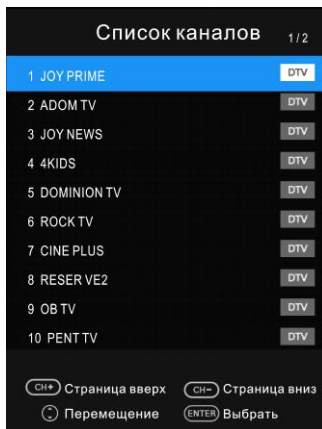 Список каналов 1/2
1 JOY PRIME DTV
2 ADOM TV DTV
3 JOY NEWS DTV
4 4KIDS DTV
5 DOMINION TV DTV
6 ROCK TV DTV
7 CINE PLUS DTV
8 RESER VE2 DTV
9 OB TV DTV
10 PENT TV DTV
CH+ Страница вверх CH- Страница вниз
Перемещение ENTER Выбрать